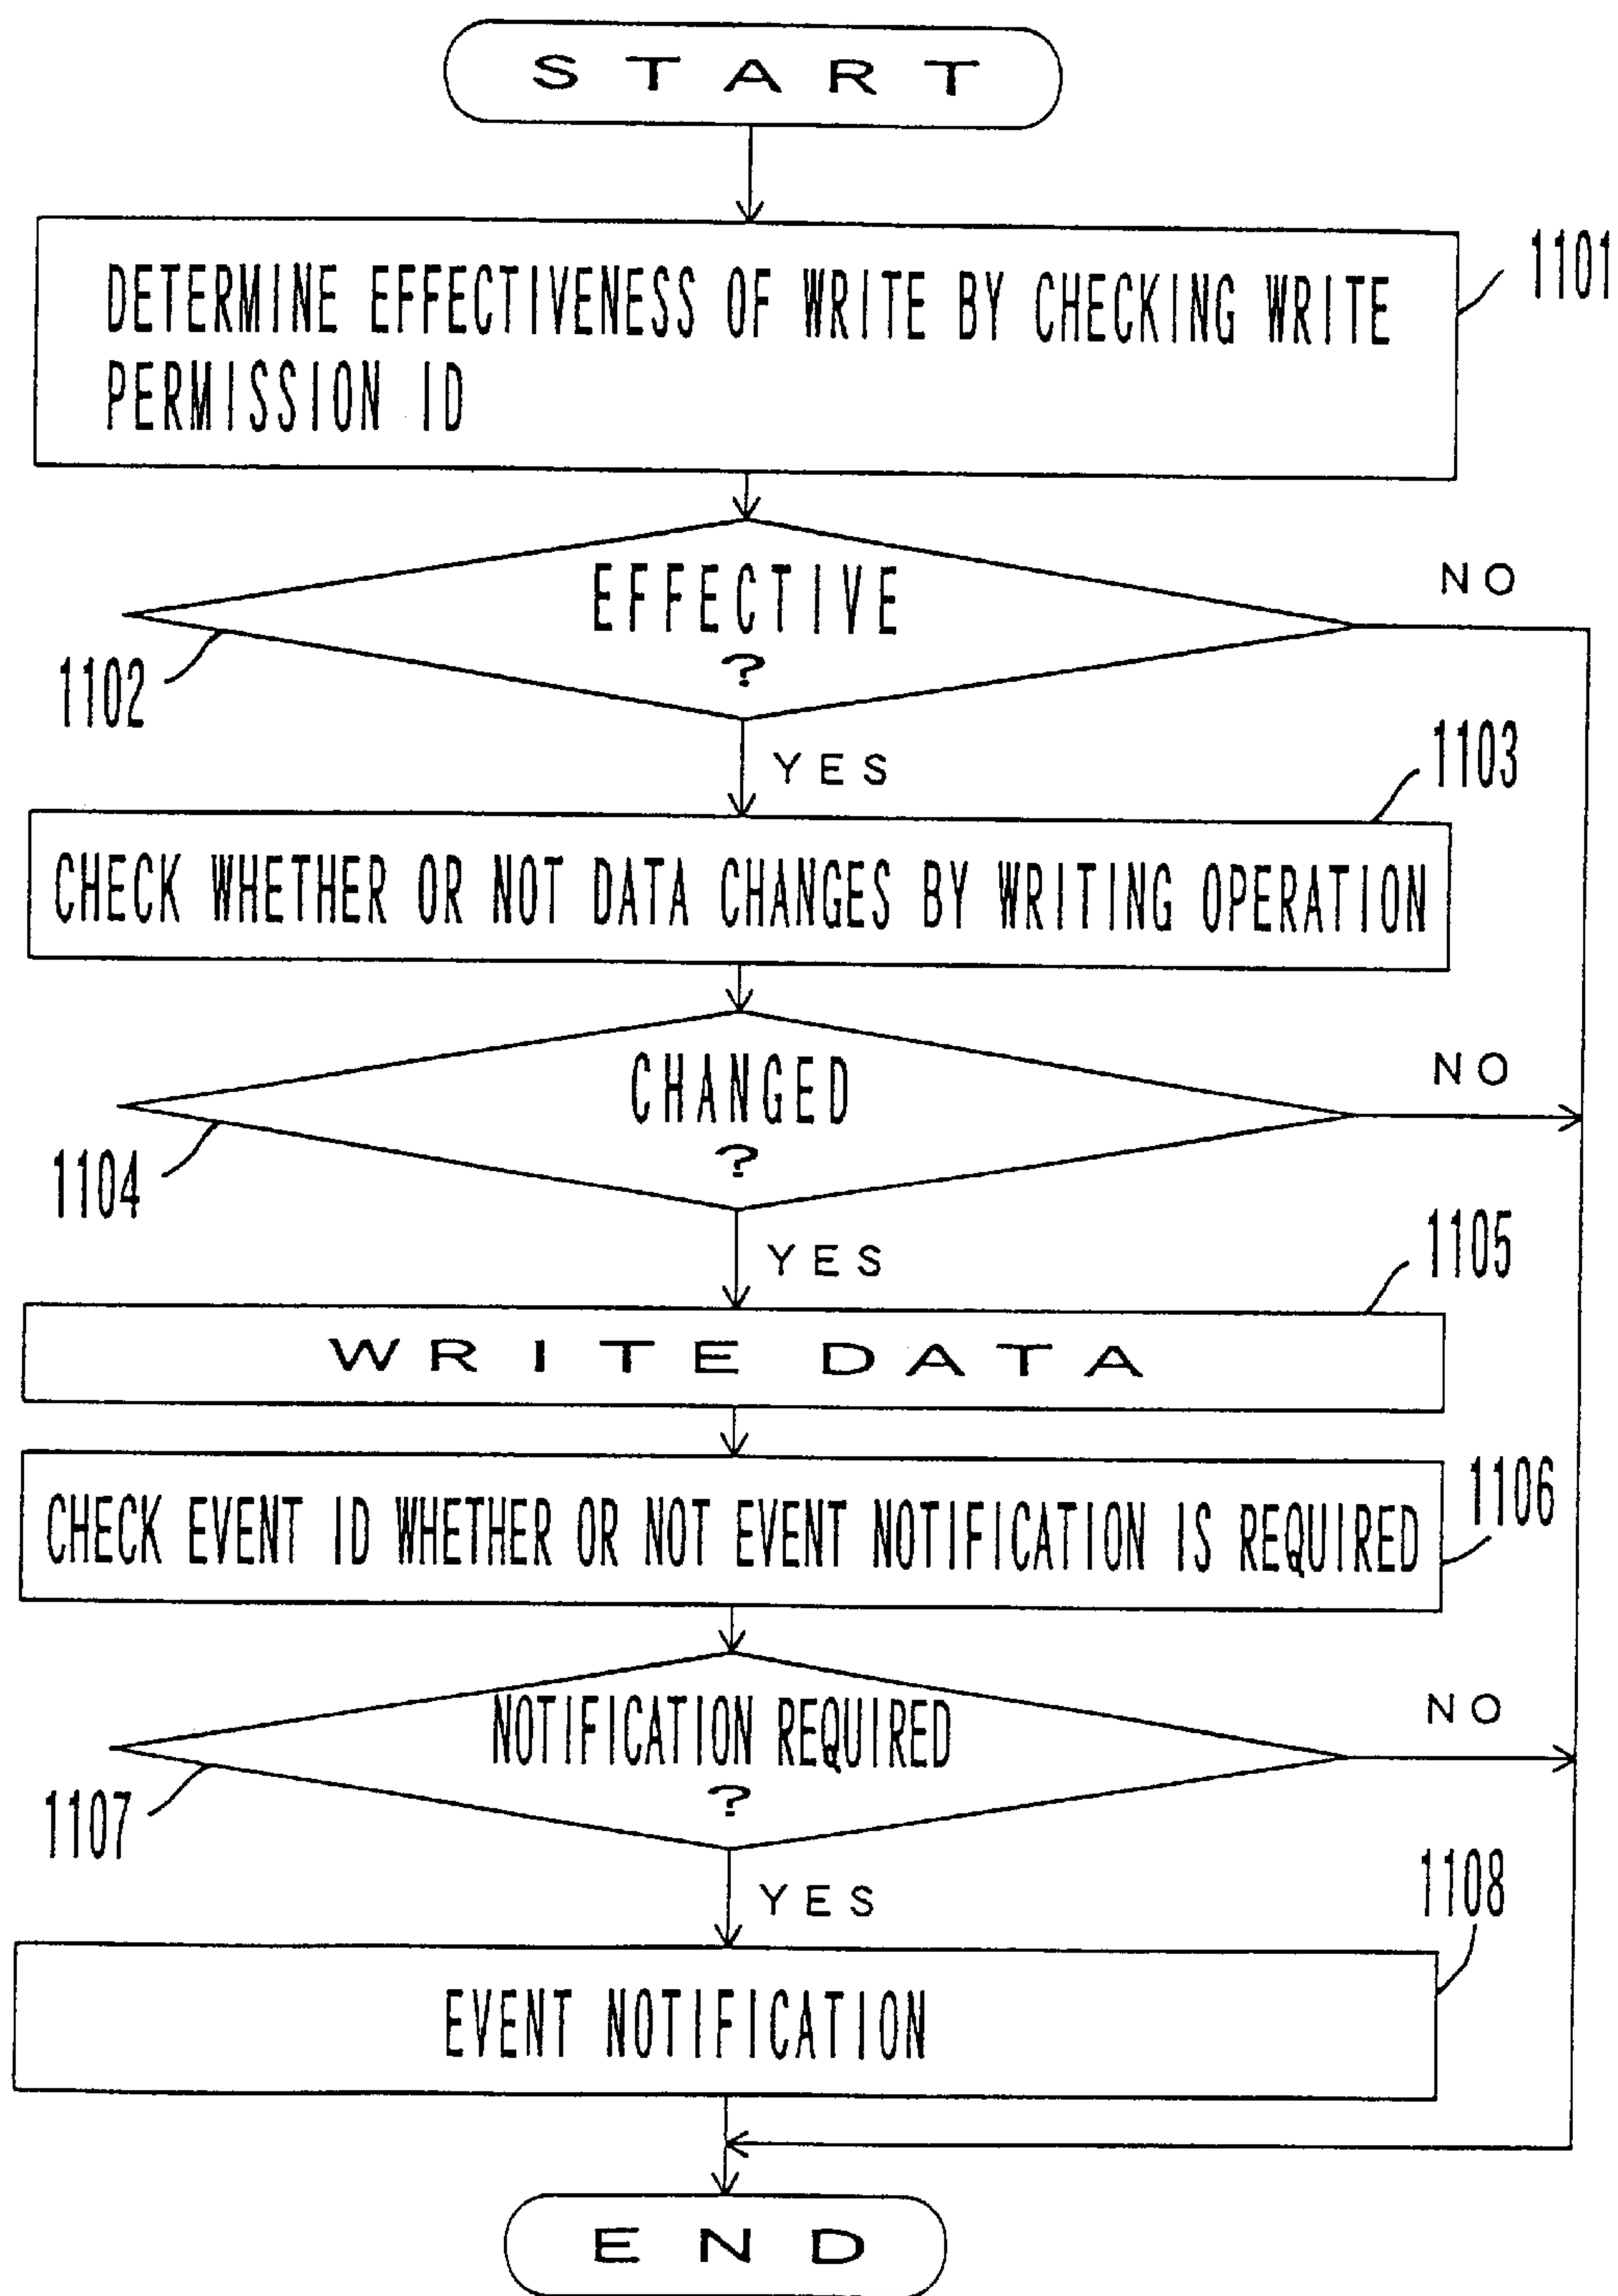 START
1101
DETERMINE EFFECTIVENESS OF WRITE BY CHECKING WRITE
PERMISSION ID
EFFECTIVE
?
NO
1102
YES
1103
CHECK WHETHER OR NOT DATA CHANGES BY WRITING OPERATION
CHANGED
?
NO
1104
YES
1105
WRITE DATA
1106
CHECK EVENT ID WHETHER OR NOT EVENT NOTIFICATION IS REQUIRED
NOTIFICATION REQUIRED
?
NO
1107
YES
1108
EVENT NOTIFICATION
END